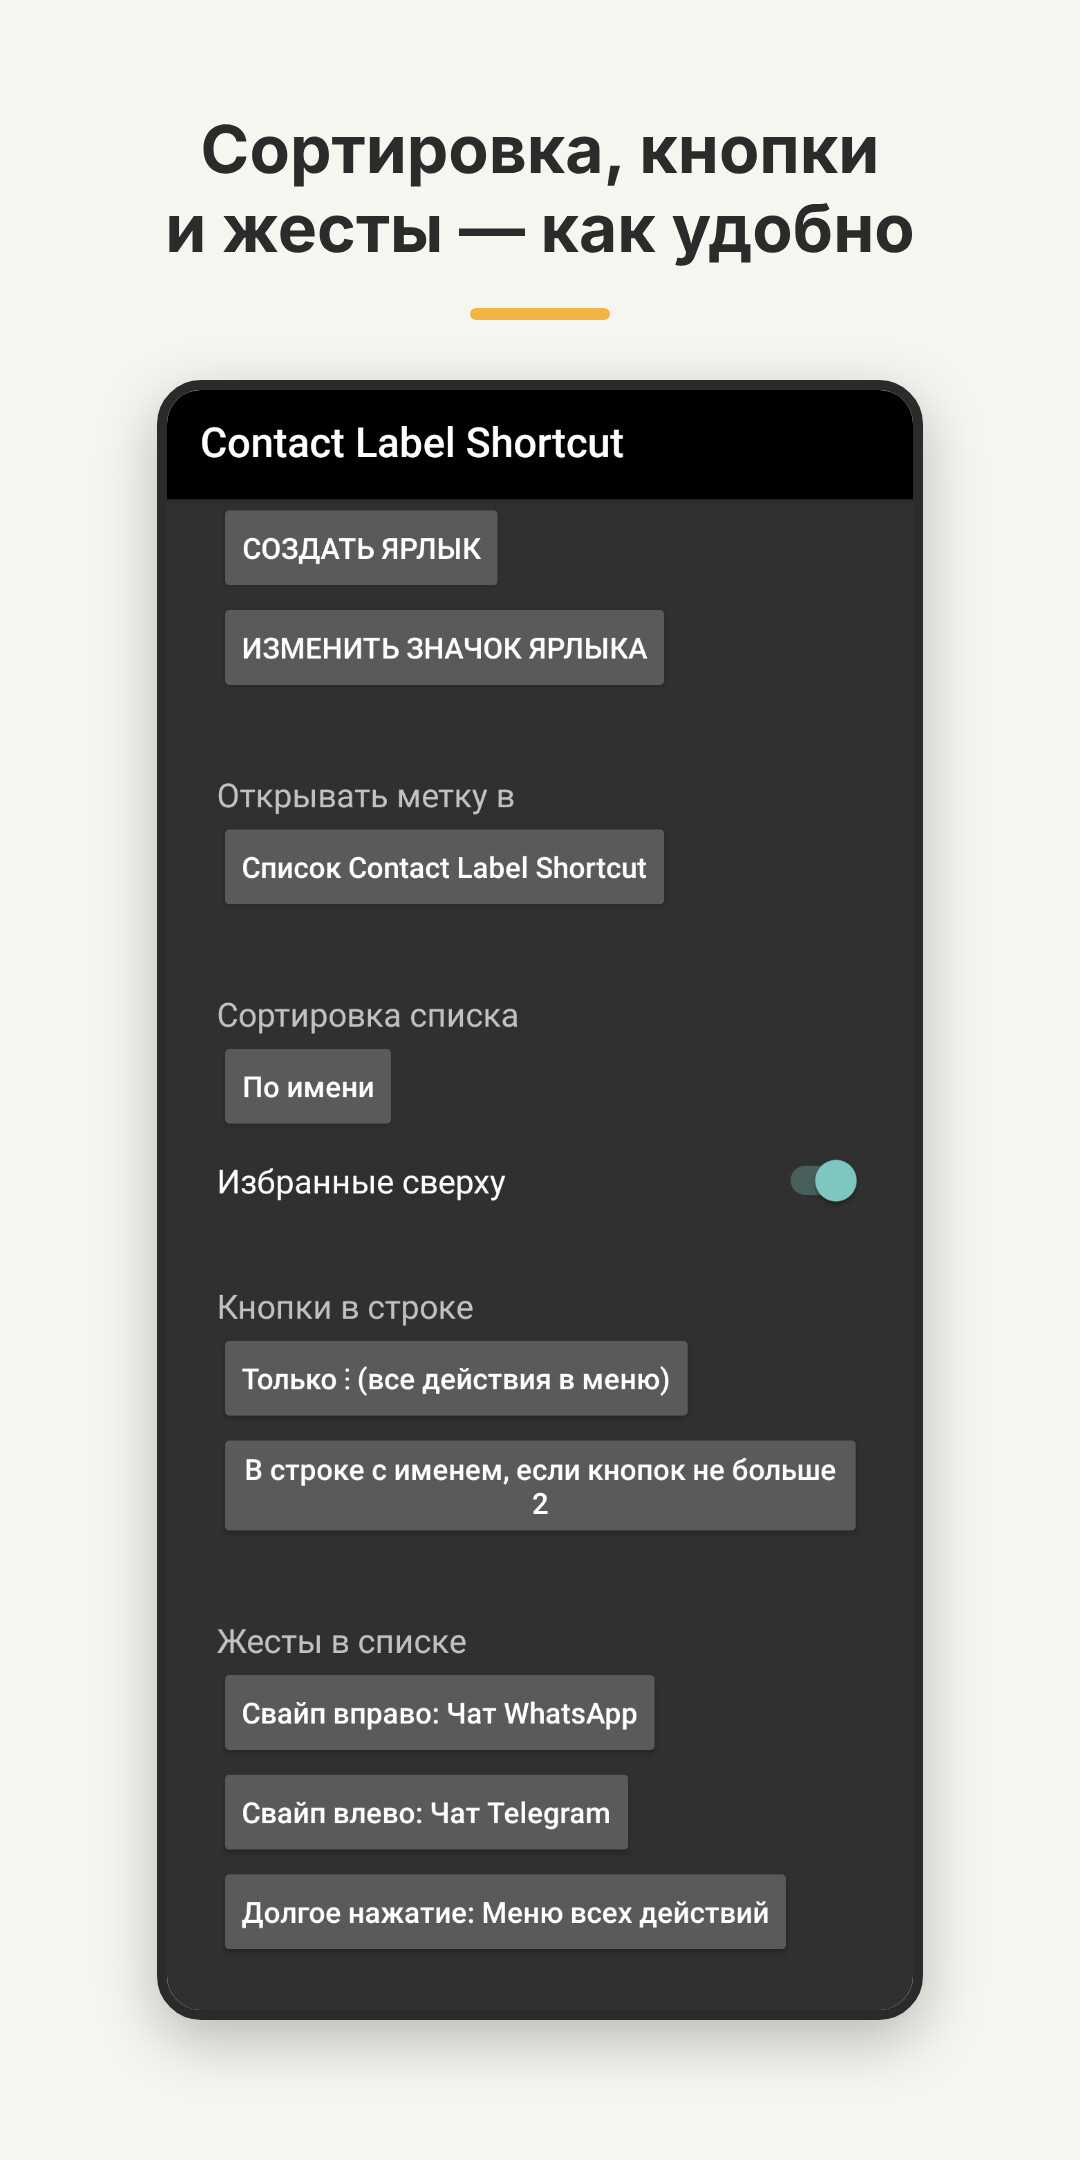 Сортировка, кнопки
и жесты — как удобно
Contact Label Shortcut
СОЗДАТЬ ЯРЛЫК
ИЗМЕНИТЬ ЗНАЧОК ЯРЛЫКА
Открывать метку в
Список Contact Label Shortcut
Сортировка списка
По имени
Избранные сверху
Кнопки в строке
Только ⋮ (все действия в меню)
В строке с именем, если кнопок не больше
2
Жесты в списке
Свайп вправо: Чат WhatsApp
Свайп влево: Чат Telegram
Долгое нажатие: Меню всех действий